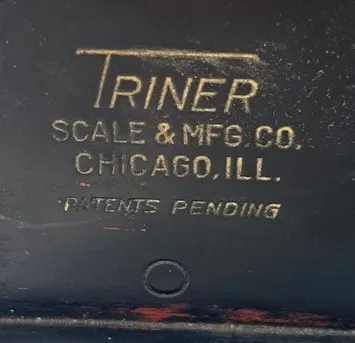 TRINER
SCALE & MFG. CO.
CHICAGO, ILL.
PATENTS PENDING